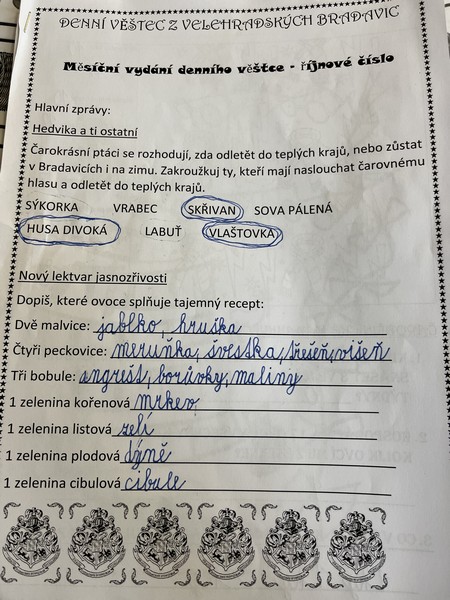 DENNÍ VĚŠTEC Z VELEHRADSKÝCH BRADAVIC
Měsíční vydání denního věštce - říjnové číslo
Hlavní zprávy:
Hedvika a ti ostatní
Čarokrásní ptáci se rozhodují, zda odletět do teplých krajů, nebo zůstat
v Bradavicích i na zimu. Zakroužkuj ty, kteří mají naslouchat čarovnému
hlasu a odletět do teplých krajů.
SÝKORKA VRABEC SKŘIVAN SOVA PÁLENÁ
HUSA DIVOKÁ LABUŤ VLAŠTOVKA
Nový lektvar jasnozřivosti
Dopiš, které ovoce splňuje tajemný recept:
Dvě malvice: jablko, hruška
Čtyři peckovice: meruňka, švestka, třešeň, višeň
Tři bobule: angrešt, borůvky, maliny
1 zelenina kořenová mrkev
1 zelenina listová zelí
1 zelenina plodová dýně
1 zelenina cibulová cibule